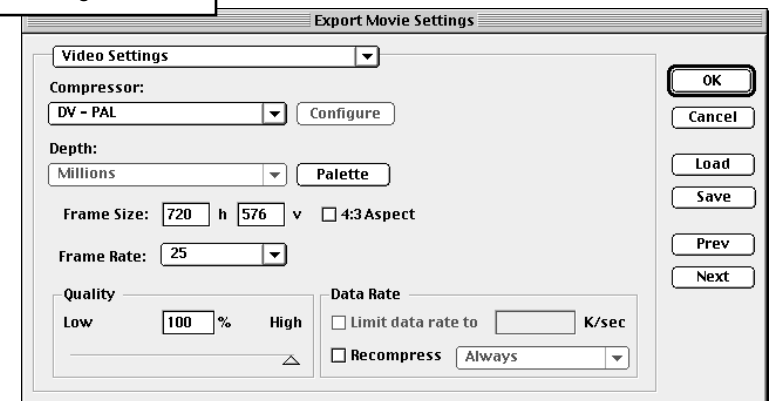 Export Movie Settings
Video Settings
Compressor:
DV - PAL Configure
Depth:
Millions Palette
Frame Size: 720 h 576 v 4:3 Aspect
Frame Rate: 25
Quality
Low 100 % High
Data Rate
Limit data rate to K/sec
Recompress Always
OK
Cancel
Load
Save
Prev
Next